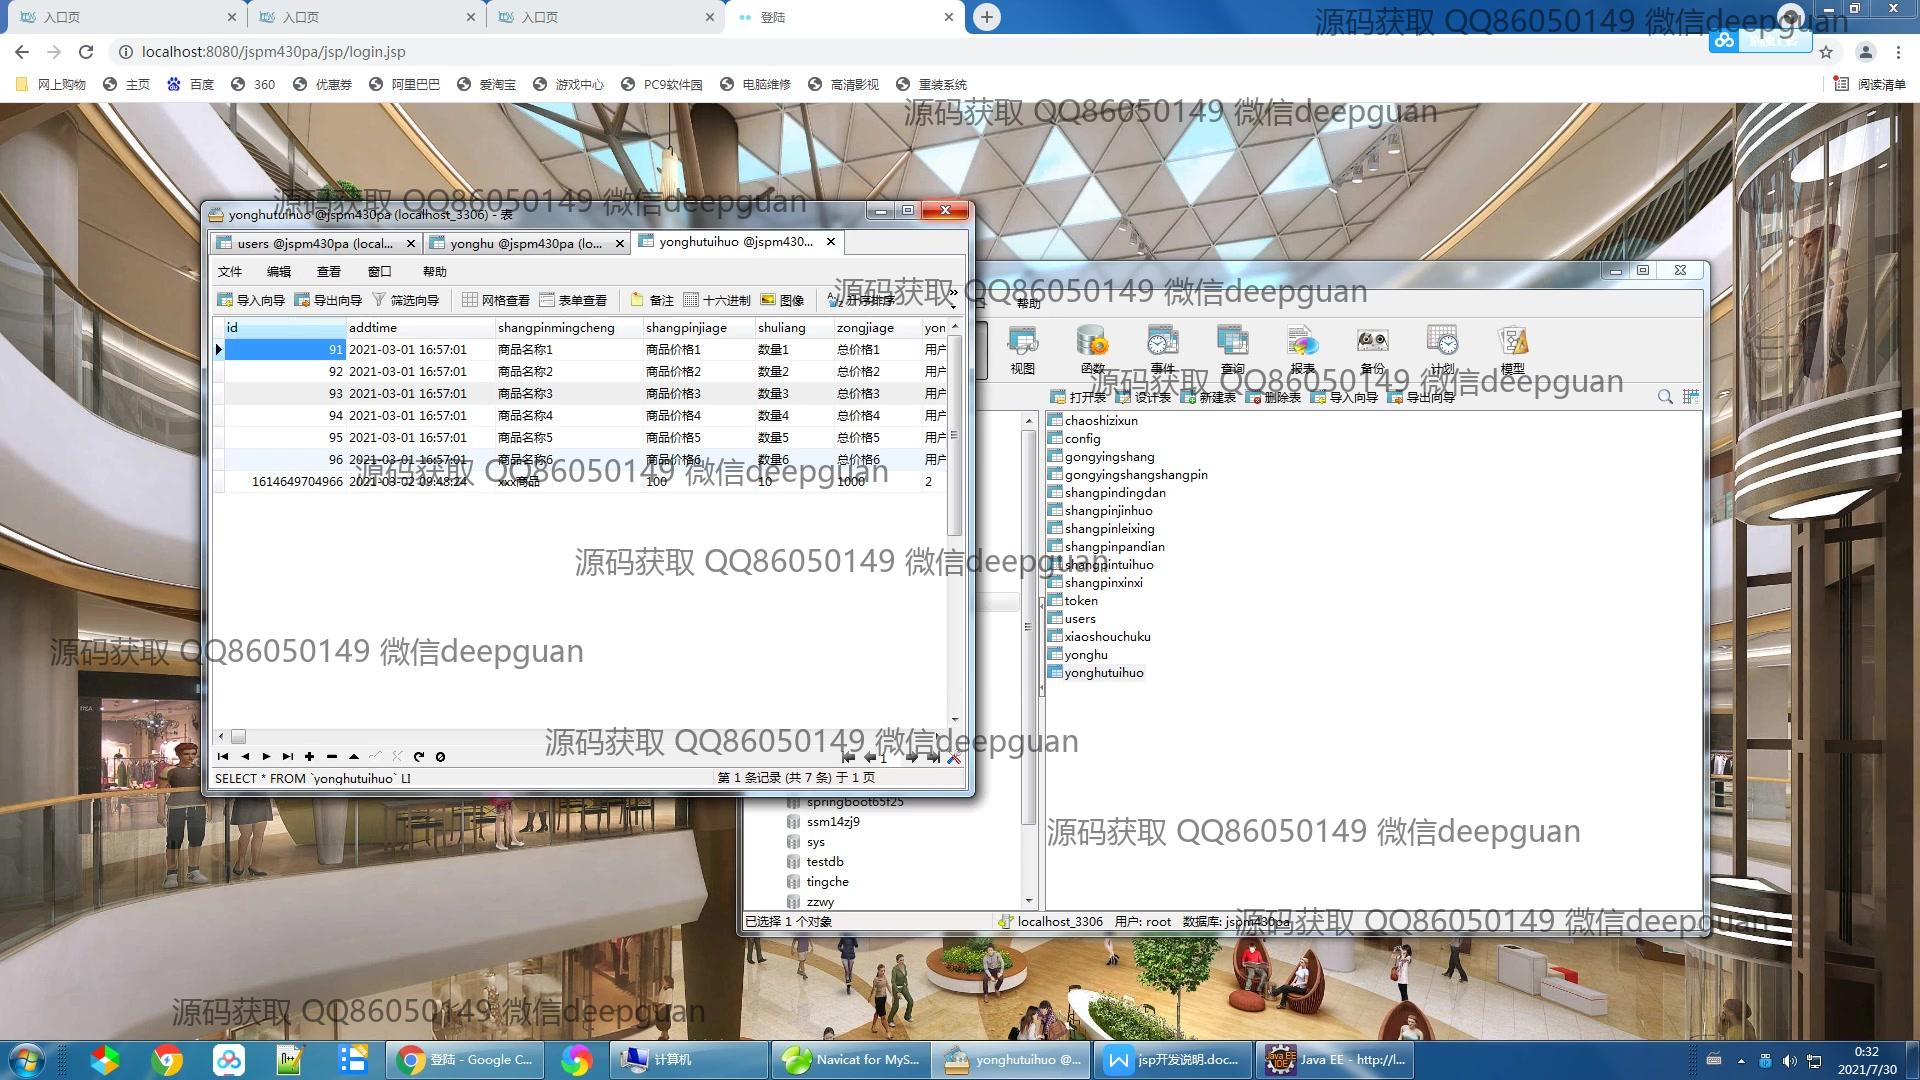 入口页
入口页
入口页
登陆
localhost:8080/jspm430pa/jsp/login.jsp
网上购物 主页 百度 360 优惠券 阿里巴巴 爱淘宝 游戏中心 PC9软件园 电脑维修 高清影视 重装系统 阅读清单
源码获取 QQ86050149 微信deepguan
源码获取 QQ86050149 微信deepguan
源码获取 QQ86050149 微信deepguan
yonghutuihuo @jspm430pa (localhost_3306) - 表
users @jspm430pa (local... yonghu @jspm430pa (lo... yonghutuihuo @jspm430...
文件 编辑 查看 窗口 帮助
导入向导 导出向导 筛选向导 网格查看 表单查看 备注 十六进制 图像 升序排序
源码获取 QQ86050149 微信deepguan
id addtime shangpinmingcheng shangpinjiage shuliang zongjiage yon
91 2021-03-01 16:57:01 商品名称1 商品价格1 数量1 总价格1 用户
92 2021-03-01 16:57:01 商品名称2 商品价格2 数量2 总价格2 用户
93 2021-03-01 16:57:01 商品名称3 商品价格3 数量3 总价格3 用户
94 2021-03-01 16:57:01 商品名称4 商品价格4 数量4 总价格4 用户
95 2021-03-01 16:57:01 商品名称5 商品价格5 数量5 总价格5 用户
96 2021-03-01 16:57:01 商品名称6 商品价格6 数量6 总价格6 用户
1614649704966 2021-03-02 09:48:24 xxx商品 100 10 1000 2
源码获取 QQ86050149 微信deepguan
源码获取 QQ86050149 微信deepguan
源码获取 QQ86050149 微信deepguan
源码获取 QQ86050149 微信deepguan
1
SELECT * FROM `yonghutuihuo` LI
第 1 条记录 (共 7 条) 于 1 页
帮助
视图 函数 事件 查询 报表 备份 计划 模型
源码获取 QQ86050149 微信deepguan
打开表 设计表 新建表 删除表 导入向导 导出向导
chaoshizixun
config
gongyingshang
gongyingshangshangpin
shangpindingdan
shangpinjinhuo
shangpinleixing
shangpinpandian
shangpintuihuo
shangpinxinxi
token
users
xiaoshouchuku
yonghu
yonghutuihuo
springboot65f25
ssm14zj9
sys
testdb
tingche
zzwy
源码获取 QQ86050149 微信deepguan
已选择 1 个对象 localhost_3306 用户: root 数据库: jspm430pa
源码获取 QQ86050149 微信deepguan
源码获取 QQ86050149 微信deepguan
登陆 - Google C... 计算机 Navicat for MyS... yonghutuihuo @... jsp开发说明.doc... Java EE - http://l...
0:32
2021/7/30